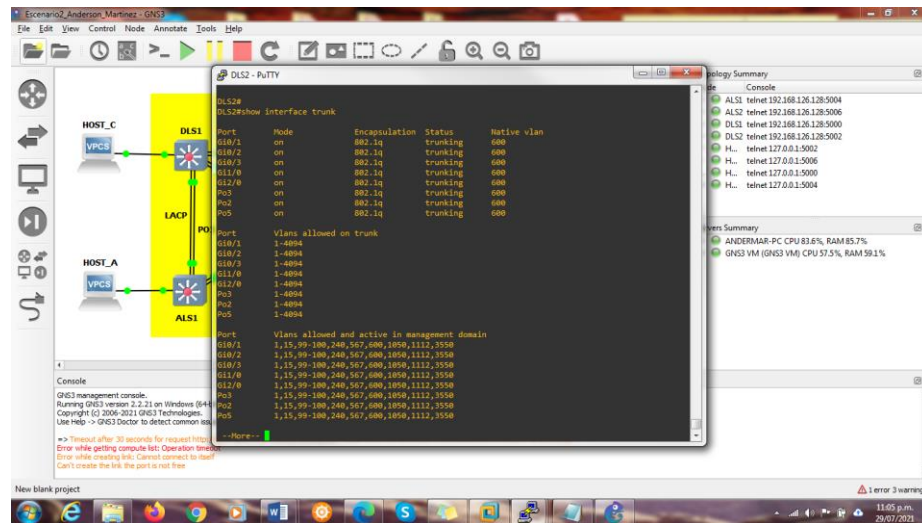 Escenario2_Anderson_Martinez - GNS3
File Edit View Control Node Annotate Tools Help
DLS2 - PuTTY
DLS2#
DLS2#show interface trunk
Port Mode Encapsulation Status Native vlan
Gi0/1 on 802.1q trunking 600
Gi0/2 on 802.1q trunking 600
Gi0/3 on 802.1q trunking 600
Gi1/0 on 802.1q trunking 600
Gi2/0 on 802.1q trunking 600
Po3 on 802.1q trunking 600
Po2 on 802.1q trunking 600
Po5 on 802.1q trunking 600
Port Vlans allowed on trunk
Gi0/1 1-4094
Gi0/2 1-4094
Gi0/3 1-4094
Gi1/0 1-4094
Gi2/0 1-4094
Po3 1-4094
Po2 1-4094
Po5 1-4094
Port Vlans allowed and active in management domain
Gi0/1 1,15,99-100,240,567,600,1050,1112,3550
Gi0/2 1,15,99-100,240,567,600,1050,1112,3550
Gi0/3 1,15,99-100,240,567,600,1050,1112,3550
Gi1/0 1,15,99-100,240,567,600,1050,1112,3550
Gi2/0 1,15,99-100,240,567,600,1050,1112,3550
Po3 1,15,99-100,240,567,600,1050,1112,3550
Po2 1,15,99-100,240,567,600,1050,1112,3550
Po5 1,15,99-100,240,567,600,1050,1112,3550
--More--
HOST_C
VPCS
DLS1
LACP
PO
HOST_A
VPCS
ALS1
pology Summary
de Console
ALS1 telnet 192.168.126.128:5004
ALS2 telnet 192.168.126.128:5006
DLS1 telnet 192.168.126.128:5000
DLS2 telnet 192.168.126.128:5002
H... telnet 127.0.0.1:5002
H... telnet 127.0.0.1:5006
H... telnet 127.0.0.1:5000
H... telnet 127.0.0.1:5004
vers Summary
ANDERMAR-PC CPU 83.6%, RAM 85.7%
GNS3 VM (GNS3 VM) CPU 57.5%, RAM 59.1%
Console
GNS3 management console.
Running GNS3 version 2.2.21 on Windows (64-
Copyright (c) 2006-2021 GNS3 Technologies.
Use Help -> GNS3 Doctor to detect common iss
=> Timeout after 30 seconds for request http
Error while getting compute list: Operation timeout
Error while creating link: Cannot connect to itself
Can't create the link the port is not free
New blank project
1 error 3 warning
11:05 p.m.
29/07/2021